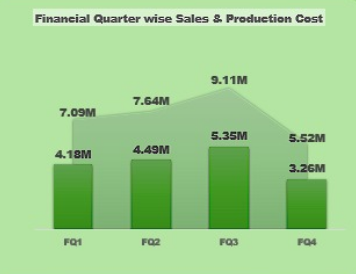 Financial Quarter wise Sales & Production Cost
9.11M
7.64M
7.09M
5.52M
5.35M
4.49M
4.18M
3.26M
FQ1 FQ2 FQ3 FQ4